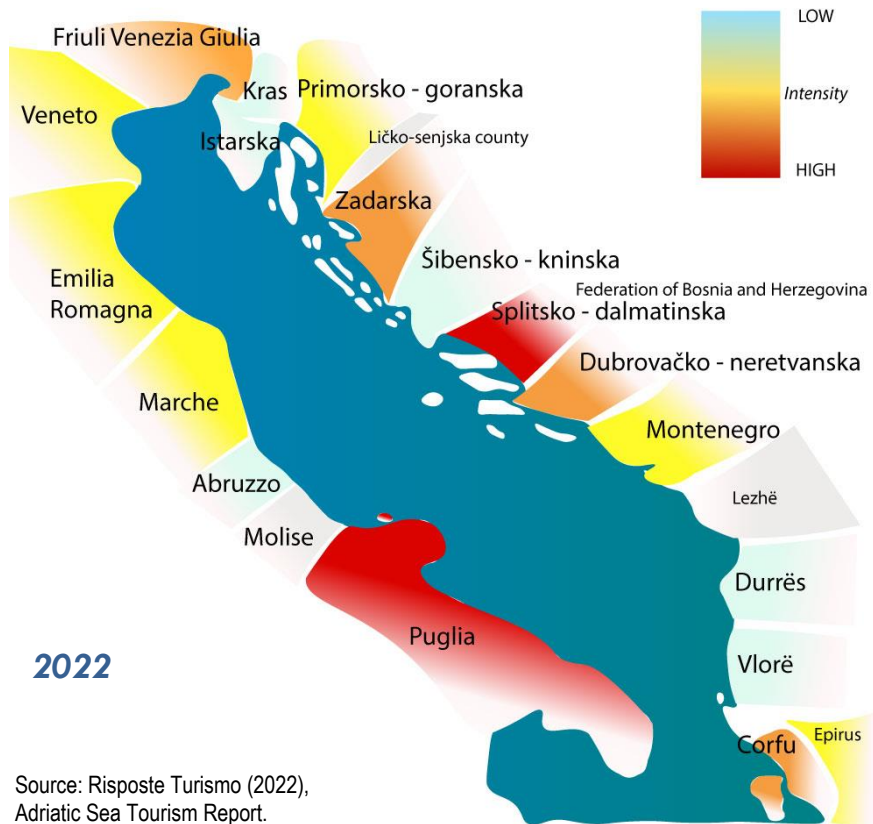 Friuli Venezia Giulia
LOW
Intensity
HIGH
Kras
Primorsko - goranska
Veneto
Istarska
Ličko-senjska county
Zadarska
Šibensko - kninska
Emilia
Romagna
Federation of Bosnia and Herzegovina
Splitsko - dalmatinska
Dubrovačko - neretvanska
Marche
Montenegro
Abruzzo
Lezhë
Molise
Durrës
Puglia
Vlorë
2022
Corfu
Epirus
Source: Risposte Turismo (2022),
Adriatic Sea Tourism Report.